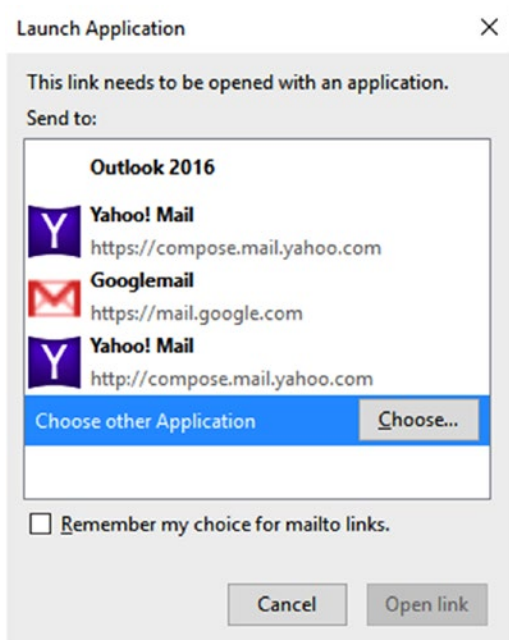 Launch Application
This link needs to be opened with an application.
Send to:
Outlook 2016
Yahoo! Mail
https://compose.mail.yahoo.com
Googlemail
https://mail.google.com
Yahoo! Mail
http://compose.mail.yahoo.com
Choose other Application Choose...
Remember my choice for mailto links.
Cancel Open link